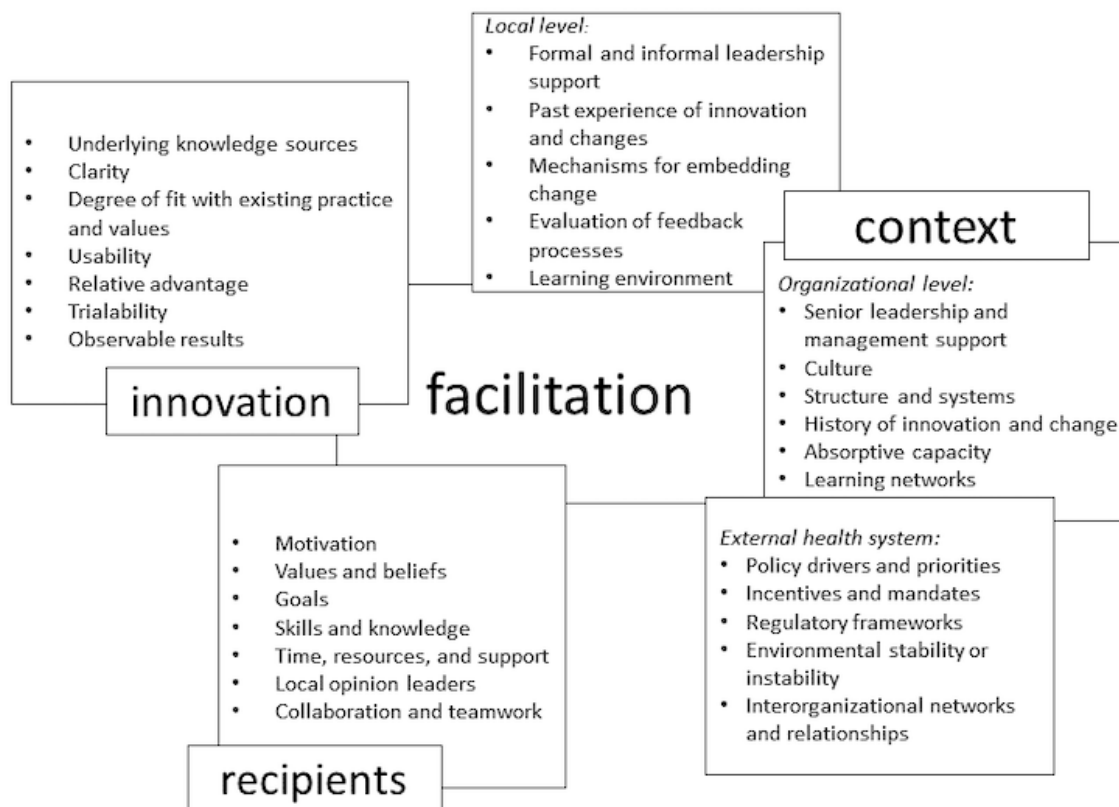 Local level:
• Formal and informal leadership
support
• Past experience of innovation
and changes
• Mechanisms for embedding
change
• Evaluation of feedback
processes
• Learning environment
• Underlying knowledge sources
• Clarity
• Degree of fit with existing practice
and values
• Usability
• Relative advantage
• Trialability
• Observable results
innovation
facilitation
context
Organizational level:
• Senior leadership and
management support
• Culture
• Structure and systems
• History of innovation and change
• Absorptive capacity
• Learning networks
• Motivation
• Values and beliefs
• Goals
• Skills and knowledge
• Time, resources, and support
• Local opinion leaders
• Collaboration and teamwork
recipients
External health system:
• Policy drivers and priorities
• Incentives and mandates
• Regulatory frameworks
• Environmental stability or
instability
• Interorganizational networks
and relationships